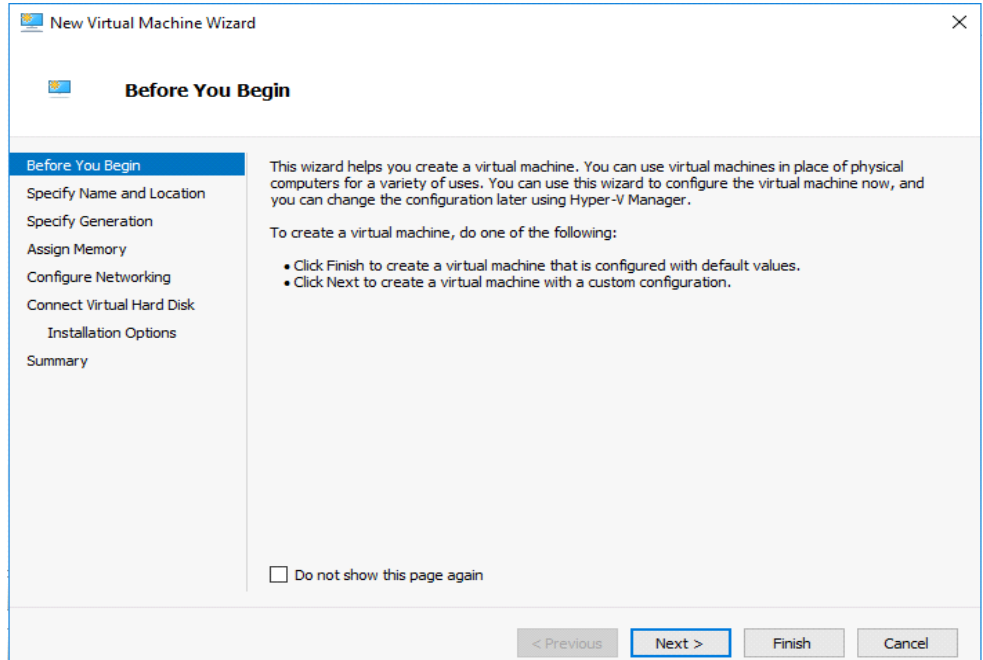 New Virtual Machine Wizard
Before You Begin
Before You Begin
Specify Name and Location
Specify Generation
Assign Memory
Configure Networking
Connect Virtual Hard Disk
Installation Options
Summary
This wizard helps you create a virtual machine. You can use virtual machines in place of physical
computers for a variety of uses. You can use this wizard to configure the virtual machine now, and
you can change the configuration later using Hyper-V Manager.
To create a virtual machine, do one of the following:
• Click Finish to create a virtual machine that is configured with default values.
• Click Next to create a virtual machine with a custom configuration.
Do not show this page again
< Previous
Next >
Finish
Cancel